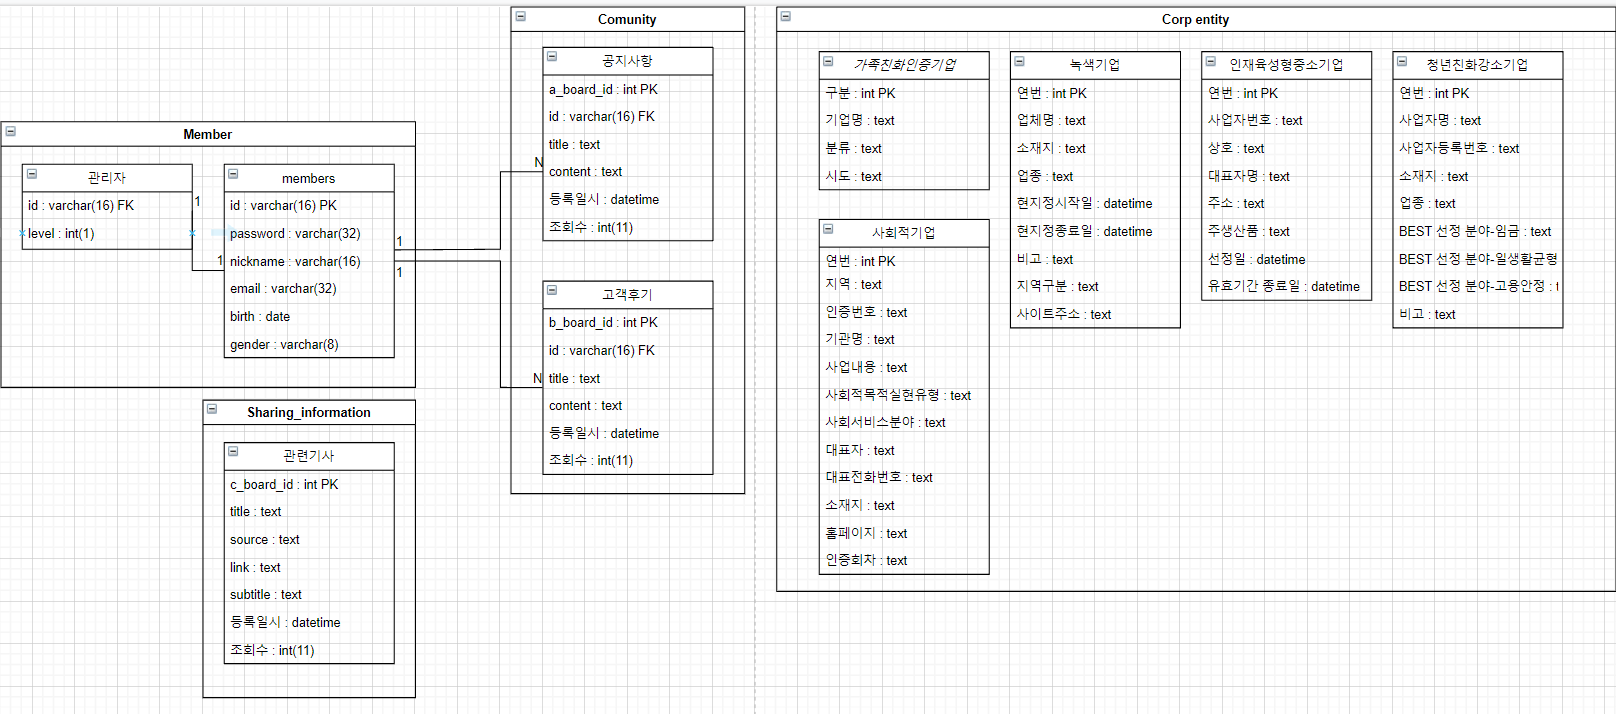 Member
관리자
id : varchar(16) FK
level : int(1)
1
1
members
id : varchar(16) PK
password : varchar(32)
nickname : varchar(16)
email : varchar(32)
birth : date
gender : varchar(8)
1
1
Sharing_information
관련기사
c_board_id : int PK
title : text
source : text
link : text
subtitle : text
등록일시 : datetime
조회수 : int(11)
Comunity
공지사항
a_board_id : int PK
id : varchar(16) FK
title : text
N
content : text
등록일시 : datetime
조회수 : int(11)
고객후기
b_board_id : int PK
id : varchar(16) FK
N
title : text
content : text
등록일시 : datetime
조회수 : int(11)
Corp entity
가족친화인증기업
구분 : int PK
기업명 : text
분류 : text
시도 : text
사회적기업
연번 : int PK
지역 : text
인증번호 : text
기관명 : text
사업내용 : text
사회적목적실현유형 : text
사회서비스분야 : text
대표자 : text
대표전화번호 : text
소재지 : text
홈페이지 : text
인증회차 : text
녹색기업
연번 : int PK
업체명 : text
소재지 : text
업종 : text
현지정시작일 : datetime
현지정종료일 : datetime
비고 : text
지역구분 : text
사이트주소 : text
인재육성형중소기업
연번 : int PK
사업자번호 : text
상호 : text
대표자명 : text
주소 : text
주생산품 : text
선정일 : datetime
유효기간 종료일 : datetime
청년친화강소기업
연번 : int PK
사업자명 : text
사업자등록번호 : text
소재지 : text
업종 : text
BEST 선정 분야-임금 : text
BEST 선정 분야-일생활균형
BEST 선정 분야-고용안정 : t
비고 : text